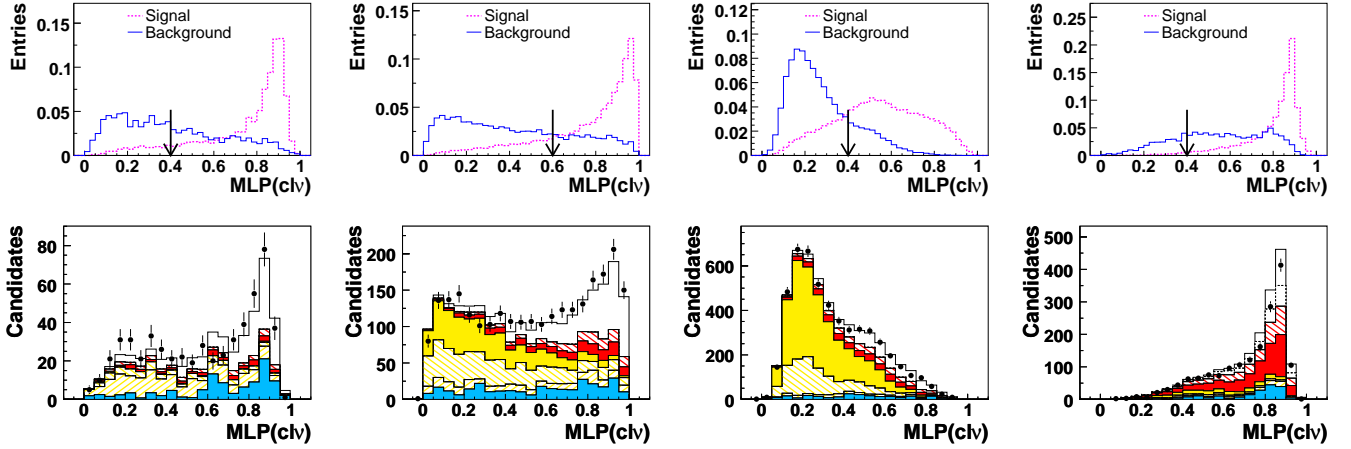 Entries
0.15
0.1
0.05
0
Signal
Background
0 0.2 0.4 0.6 0.8 1
MLP(clν)
Entries
0.15
0.1
0.05
0
Signal
Background
0 0.2 0.4 0.6 0.8 1
MLP(clν)
Entries
0.12
0.1
0.08
0.06
0.04
0.02
0
Signal
Background
0 0.2 0.4 0.6 0.8 1
MLP(clν)
Entries
0.25
0.2
0.15
0.1
0.05
0
Signal
Background
0 0.2 0.4 0.6 0.8 1
MLP(clν)
Candidates
80
60
40
20
0
0 0.2 0.4 0.6 0.8 1
MLP(clν)
Candidates
200
150
100
50
0
0 0.2 0.4 0.6 0.8 1
MLP(clν)
Candidates
600
400
200
0
0 0.2 0.4 0.6 0.8 1
MLP(clν)
Candidates
500
400
300
200
100
0
0 0.2 0.4 0.6 0.8 1
MLP(clν)